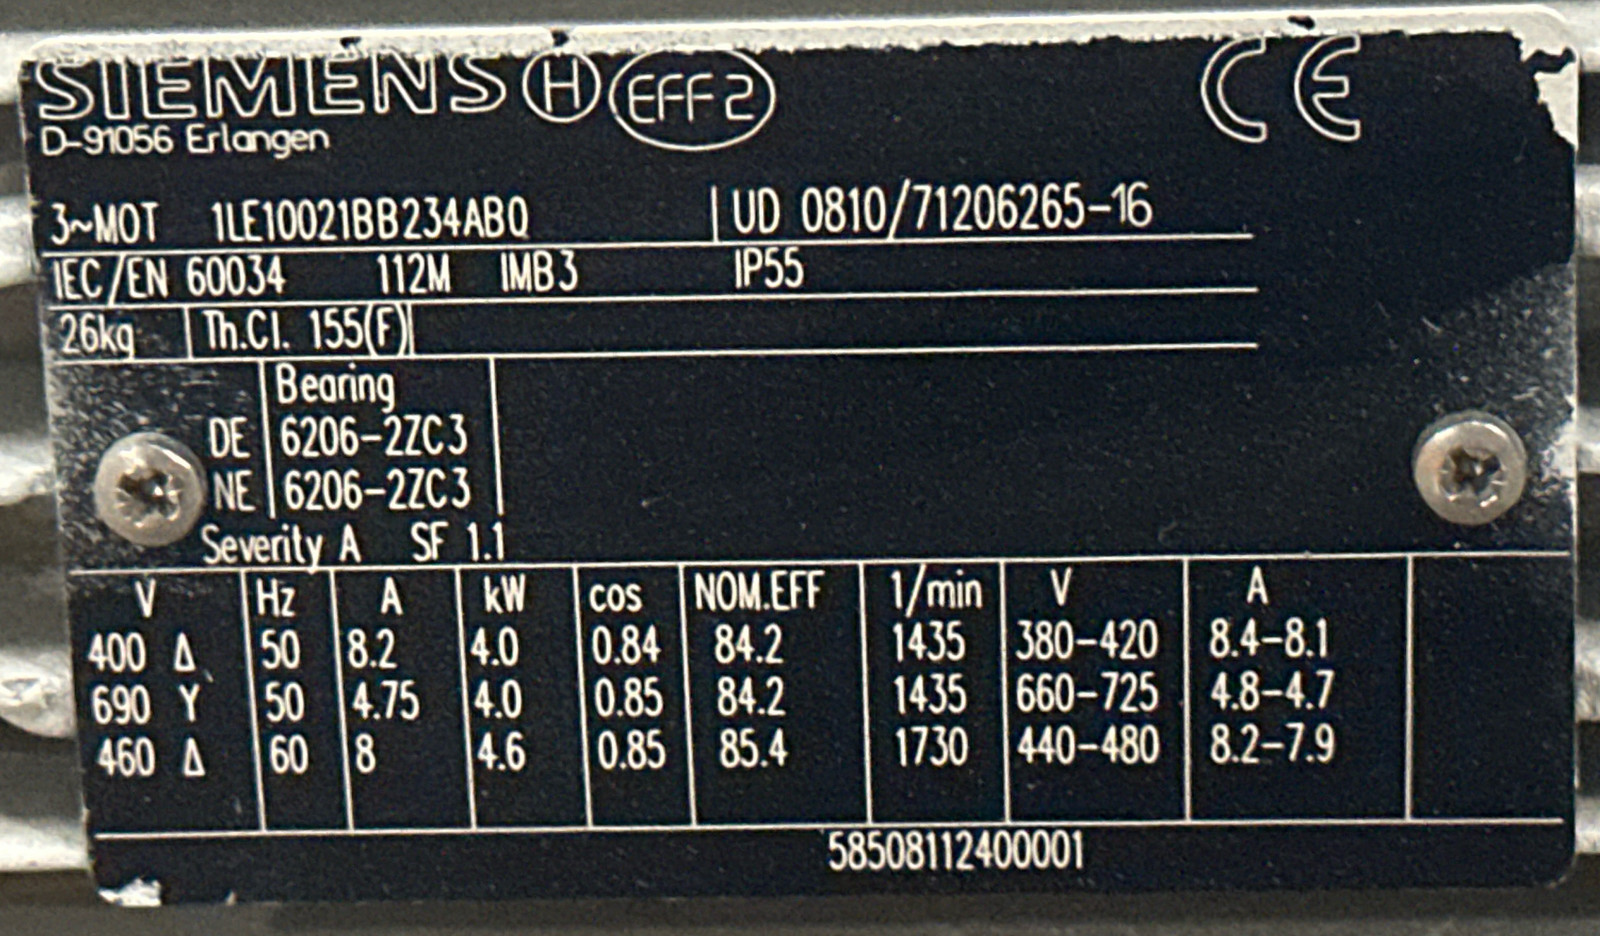 SIEMENS H EFF2 CE
D-91056 Erlangen
3~MOT 1LE10021BB234AB0 UD 0810/71206265-16
IEC/EN 60034 112M IMB3 IP55
26kg Th.Cl. 155(F)
Bearing
DE 6206-2ZC3
NE 6206-2ZC3
Severity A SF 1.1
V Hz A kW cos NOM.EFF 1/min V A
400 Δ 50 8.2 4.0 0.84 84.2 1435 380-420 8.4-8.1
690 Y 50 4.75 4.0 0.85 84.2 1435 660-725 4.8-4.7
460 Δ 60 8 4.6 0.85 85.4 1730 440-480 8.2-7.9
58508112400001